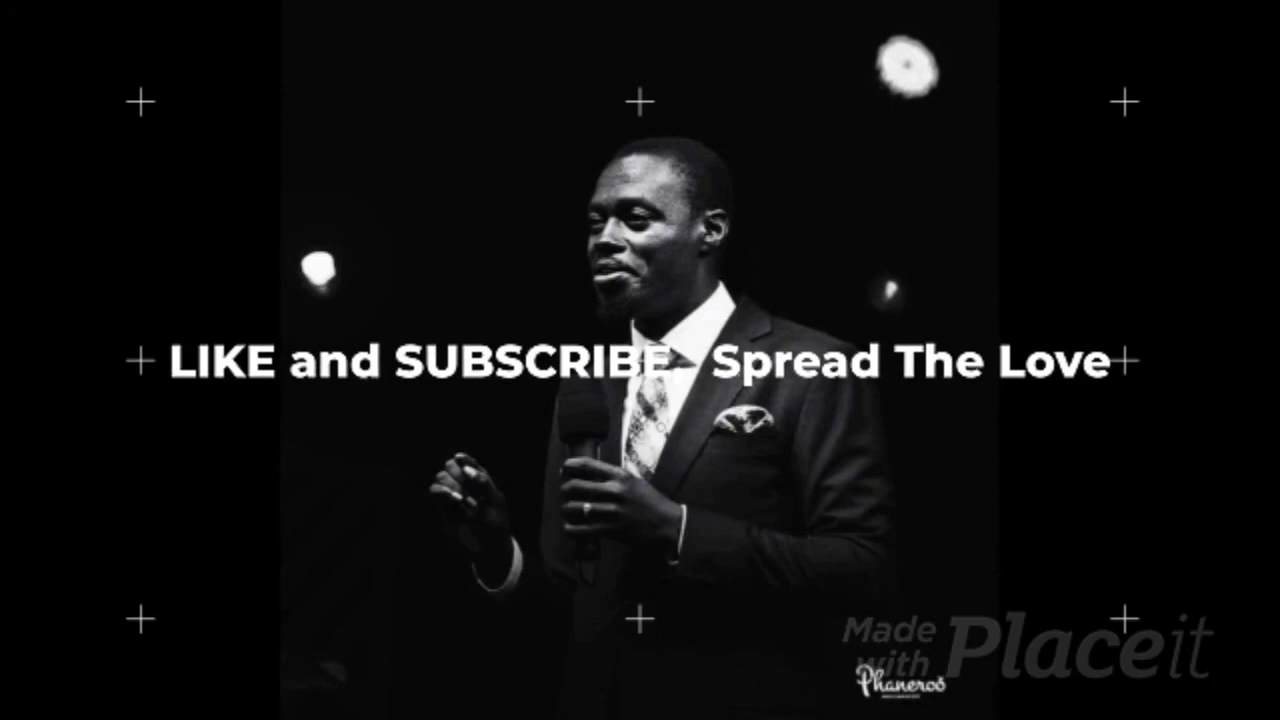 LIKE and SUBSCRIBE, Spread The Love
Made
with
Placeit
Phaneroo